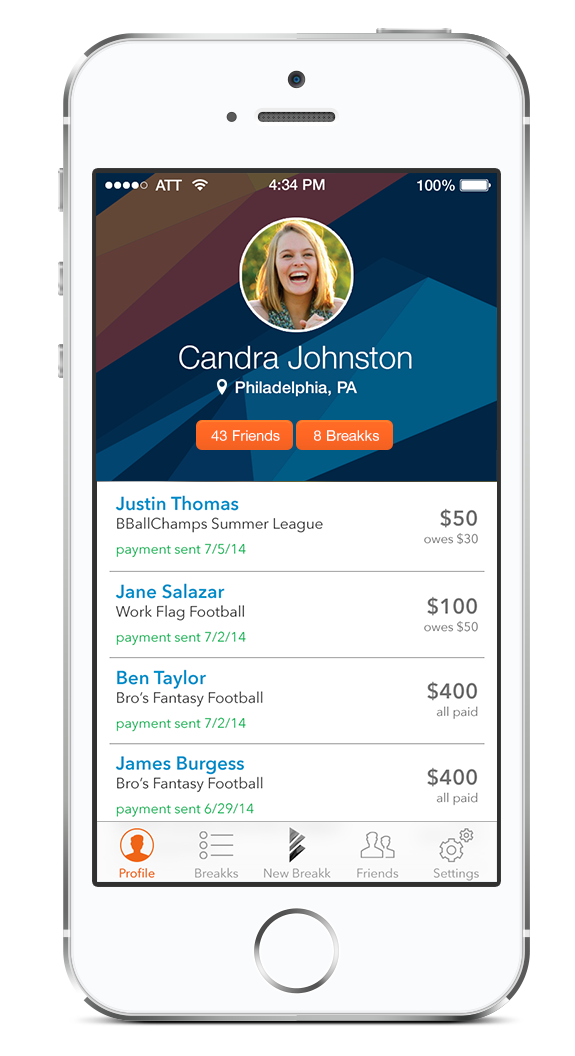 ATT 4:34 PM 100%
Candra Johnston
Philadelphia, PA
43 Friends 8 Breakks
Justin Thomas
BBallChamps Summer League
payment sent 7/5/14
$50
owes $30
Jane Salazar
Work Flag Football
payment sent 7/2/14
$100
owes $50
Ben Taylor
Bro's Fantasy Football
payment sent 7/2/14
$400
all paid
James Burgess
Bro's Fantasy Football
payment sent 6/29/14
$400
all paid
Profile Breakks New Breakk Friends Settings